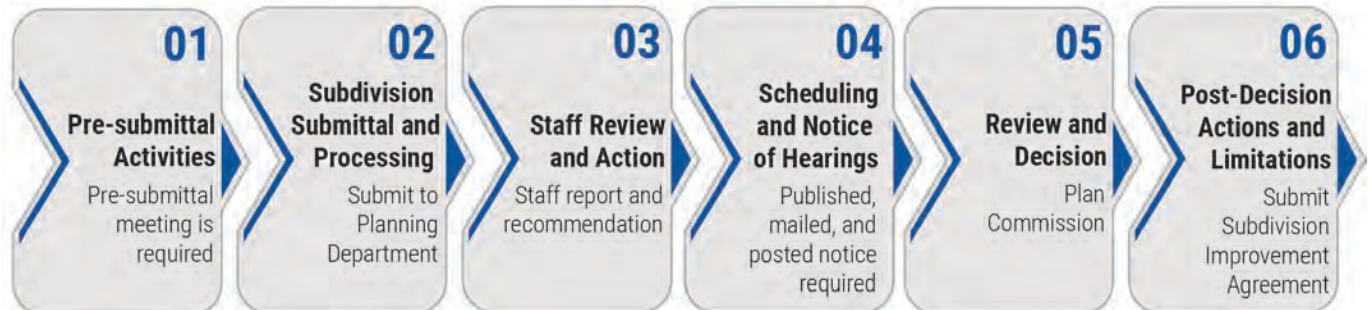 01
Pre-submittal
Activities
Pre-submittal
meeting is
required
02
Subdivision
Submittal and
Processing
Submit to
Planning
Department
03
Staff Review
and Action
Staff report and
recommendation
04
Scheduling
and Notice
of Hearings
Published,
mailed, and
posted notice
required
05
Review and
Decision
Plan
Commission
06
Post-Decision
Actions and
Limitations
Submit
Subdivision
Improvement
Agreement